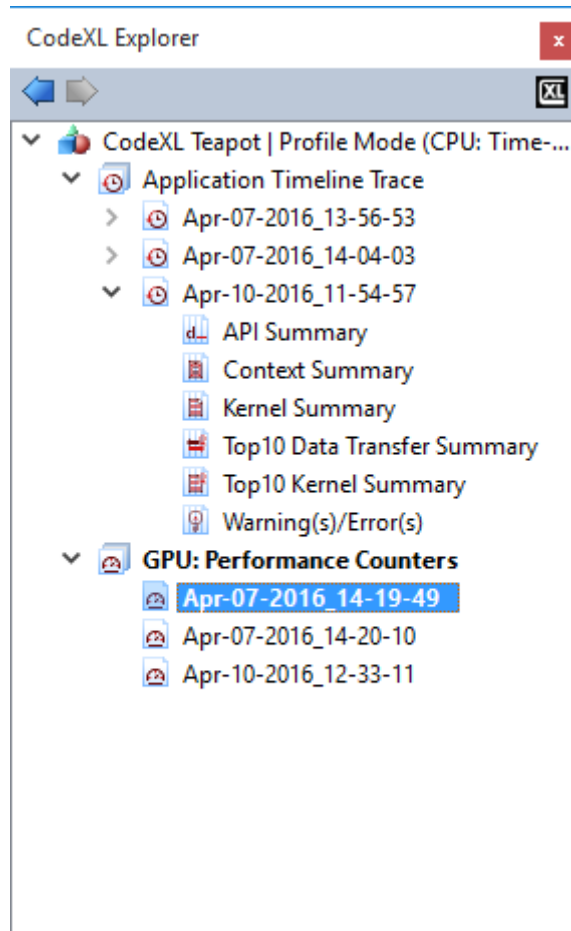 CodeXL Explorer
x
XL
CodeXL Teapot | Profile Mode (CPU: Time-...
Application Timeline Trace
Apr-07-2016_13-56-53
Apr-07-2016_14-04-03
Apr-10-2016_11-54-57
API Summary
Context Summary
Kernel Summary
Top10 Data Transfer Summary
Top10 Kernel Summary
Warning(s)/Error(s)
GPU: Performance Counters
Apr-07-2016_14-19-49
Apr-07-2016_14-20-10
Apr-10-2016_12-33-11